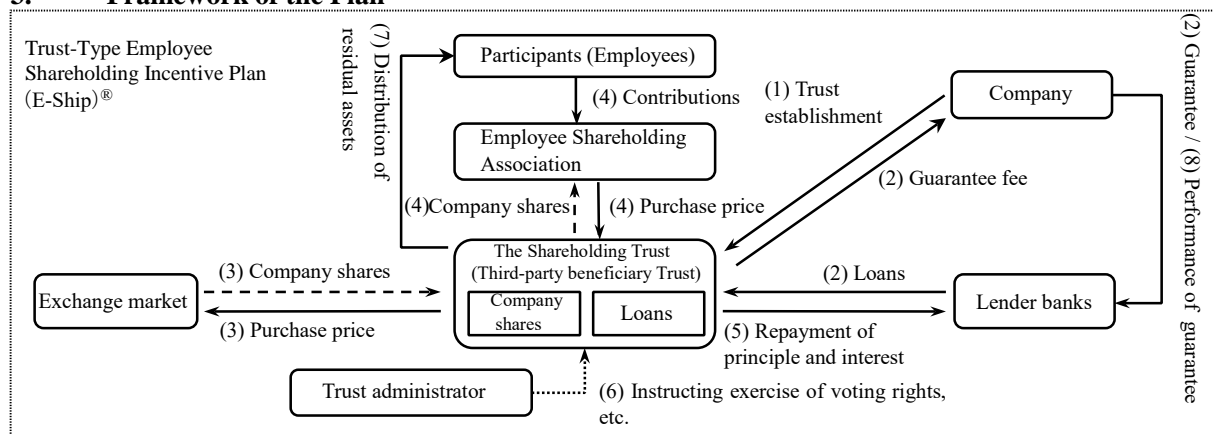 3. Framework of the Plan
Trust-Type Employee
Shareholding Incentive Plan
(E-Ship)®
(7) Distribution of
residual assets
Participants (Employees)
(4) Contributions
Employee Shareholding
Association
(4)Company shares
(4) Purchase price
(1) Trust
establishment
Company
(2) Guarantee fee
(2) Guarantee / (8) Performance of guarantee
The Shareholding Trust
(Third-party beneficiary Trust)
Company
shares
Loans
Exchange market
(3) Company shares
(3) Purchase price
(2) Loans
Lender banks
(5) Repayment of
principle and interest
Trust administrator
(6) Instructing exercise of voting rights,
etc.